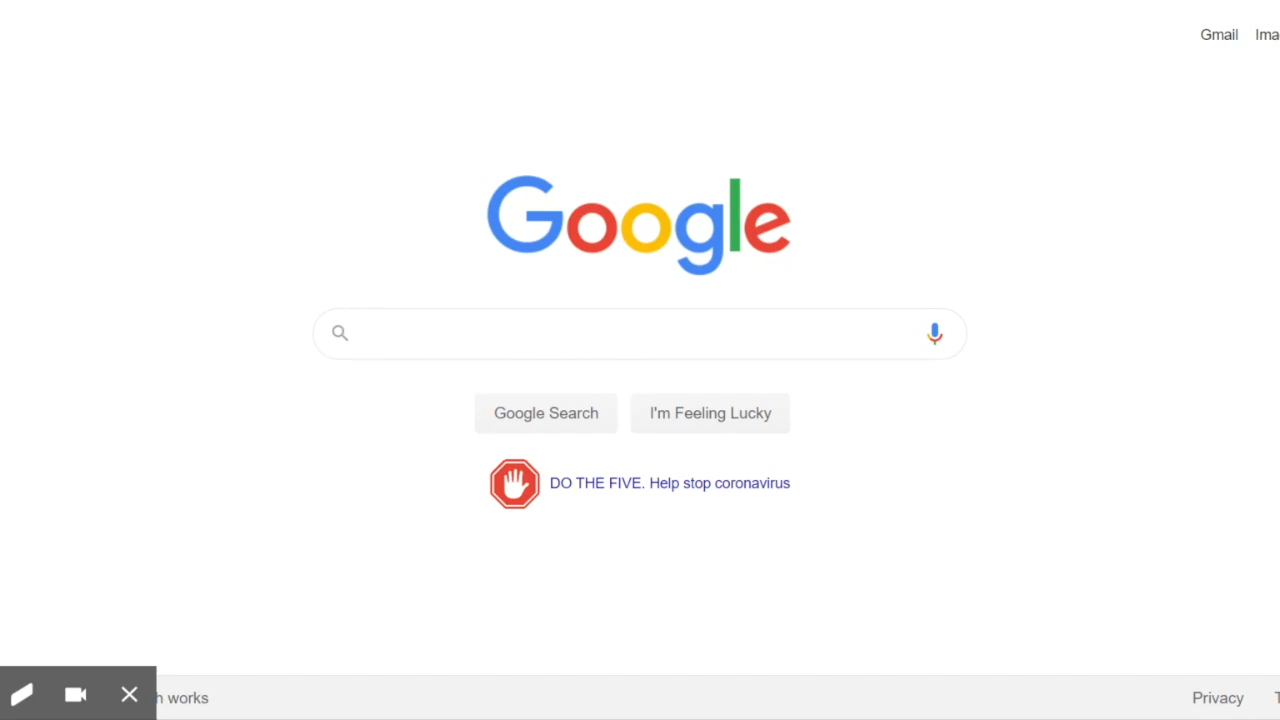 Gmail
Google
Google Search
I'm Feeling Lucky
DO THE FIVE. Help stop coronavirus
works
Privacy